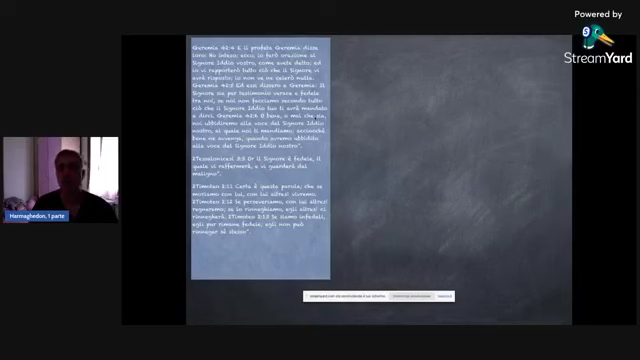 Powered by
StreamYard
Geremia 42:4 E il profeta Geremia disse
loro: Ho inteso; ecco, io farò orazione al
Signore Iddio vostro, come avete detto; ed
io vi rapporterò tutto ciò che il Signore vi
avrà risposto; io non ve ne celerò nulla.
Geremia 42:5 Ed essi dissero a Geremia: Il
Signore sia per testimonio verace e fedele
tra noi, se noi non facciamo secondo tutto
ciò che il Signore Iddio tuo ti avrà mandato
a dirci. Geremia 42:6 O bene, o mal che sia,
noi ubbidiremo alla voce del Signore Iddio
nostro, al quale noi ti mandiamo; acciocchè
bene ne avvenga, quando avremo ubbidito
alla voce del Signore Iddio nostro".
2Tessalonicesi 3:3 Or il Signore è fedele, il
quale vi raffermerà, e vi guarderà dal
maligno".
2Timoteo 2:11 Certa è questa parola; che se
moriamo con lui, con lui altresì viveremo.
2Timoteo 2:12 Se perseveriamo, con lui altresì
regneremo; se lo rinneghiamo, egli altresì ci
rinnegherà. 2Timoteo 2:13 Se siamo infedeli,
egli pur rimane fedele; egli non può
rinnegar sè stesso".
Harmaghedon, 1 parte